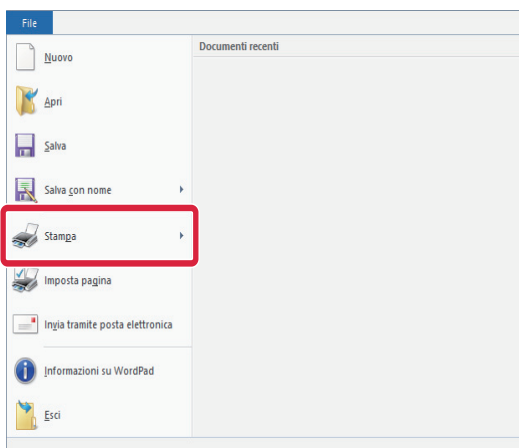 File
Documenti recenti
Nuovo
Apri
Salva
Salva con nome
Stampa
Imposta pagina
Invia tramite posta elettronica
Informazioni su WordPad
Esci